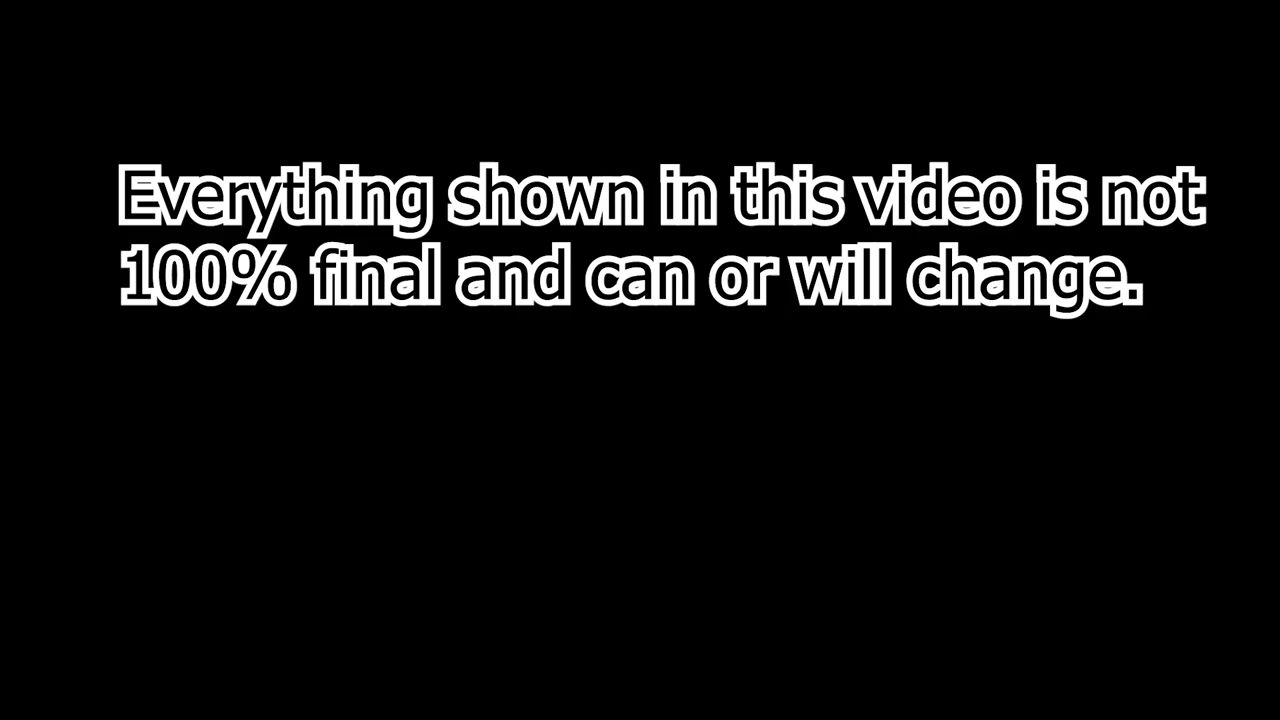 Everything shown in this video is not
100% final and can or will change.